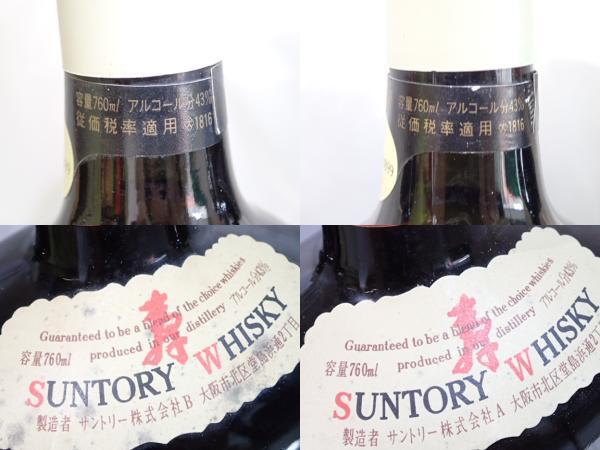 容量760ml アルコール分43%
従価税率適用 1816
容量760ml アルコール分43%
従価税率適用 1816
Guaranteed to be a blend of the choice whiskies
produced in our distillery アルコール分43%
容量760ml 寿
SUNTORY WHISKY
製造者 サントリー株式会社B 大阪市北区堂島浜通2丁目
Guaranteed to be a blend of the choice whiskies
produced in our distillery アルコール分43%
容量760ml 寿
SUNTORY WHISKY
製造者 サントリー株式会社A 大阪市北区堂島浜通2丁目